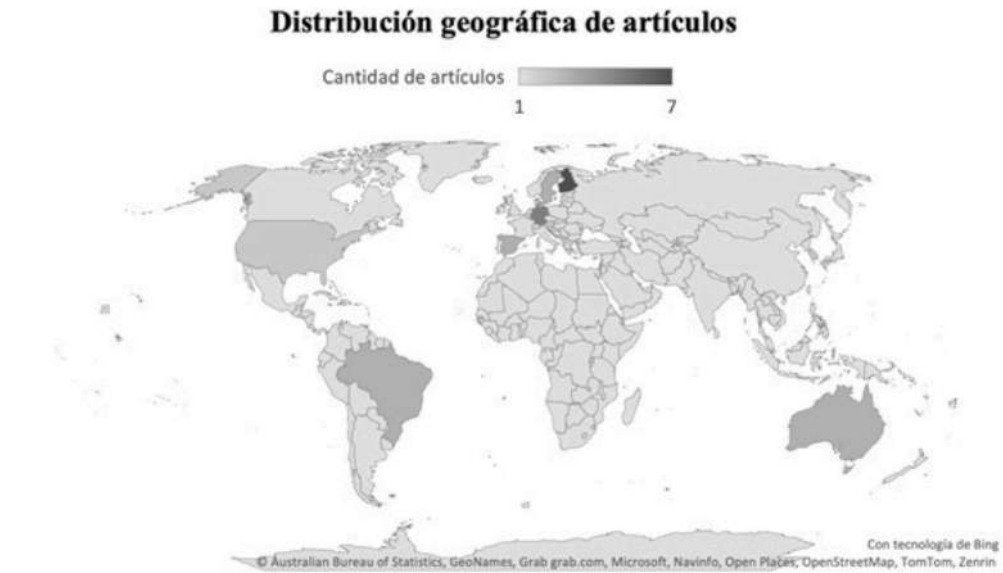 Distribución geográfica de artículos
Cantidad de artículos
1 7
Con tecnología de Bing
© Australian Bureau of Statistics, GeoNames, Grab grab.com, Microsoft, Navinfo, Open Places, OpenStreetMap, TomTom, Zenrin